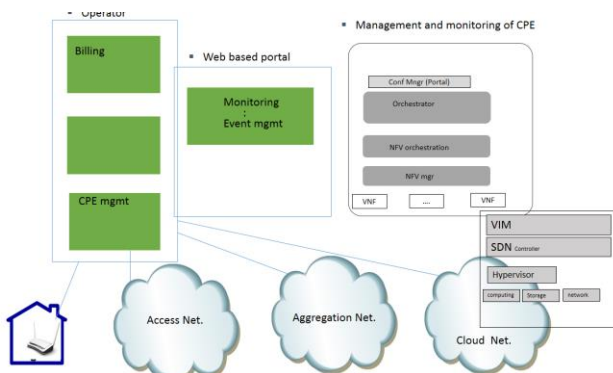 ▪ Operator
▪ Management and monitoring of CPE
Billing
▪ Web based portal
Conf Mngr (Portal)
Monitoring
:
Event mgmt
Orchestrator
NFV orchestration
NFV mgr
CPE mgmt
VNF
....
VNF
VIM
SDN Controller
Hypervisor
computing
Storage
network
Access Net.
Aggregation Net.
Cloud Net.